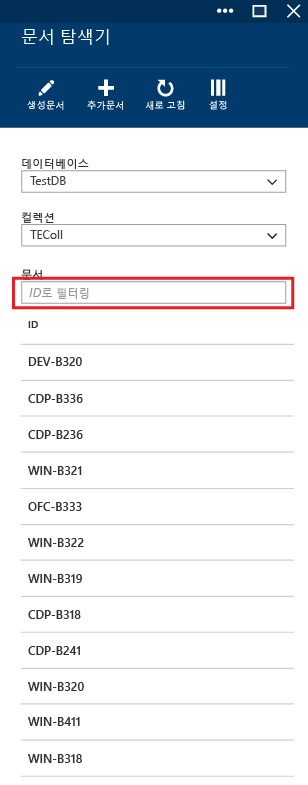 문서 탐색기
생성문서 추가문서 새로 고침 설정
데이터베이스
TestDB
컬렉션
TEColl
문서
ID로 필터링
ID
DEV-B320
CDP-B336
CDP-B236
WIN-B321
OFC-B333
WIN-B322
WIN-B319
CDP-B318
CDP-B241
WIN-B320
WIN-B411
WIN-B318